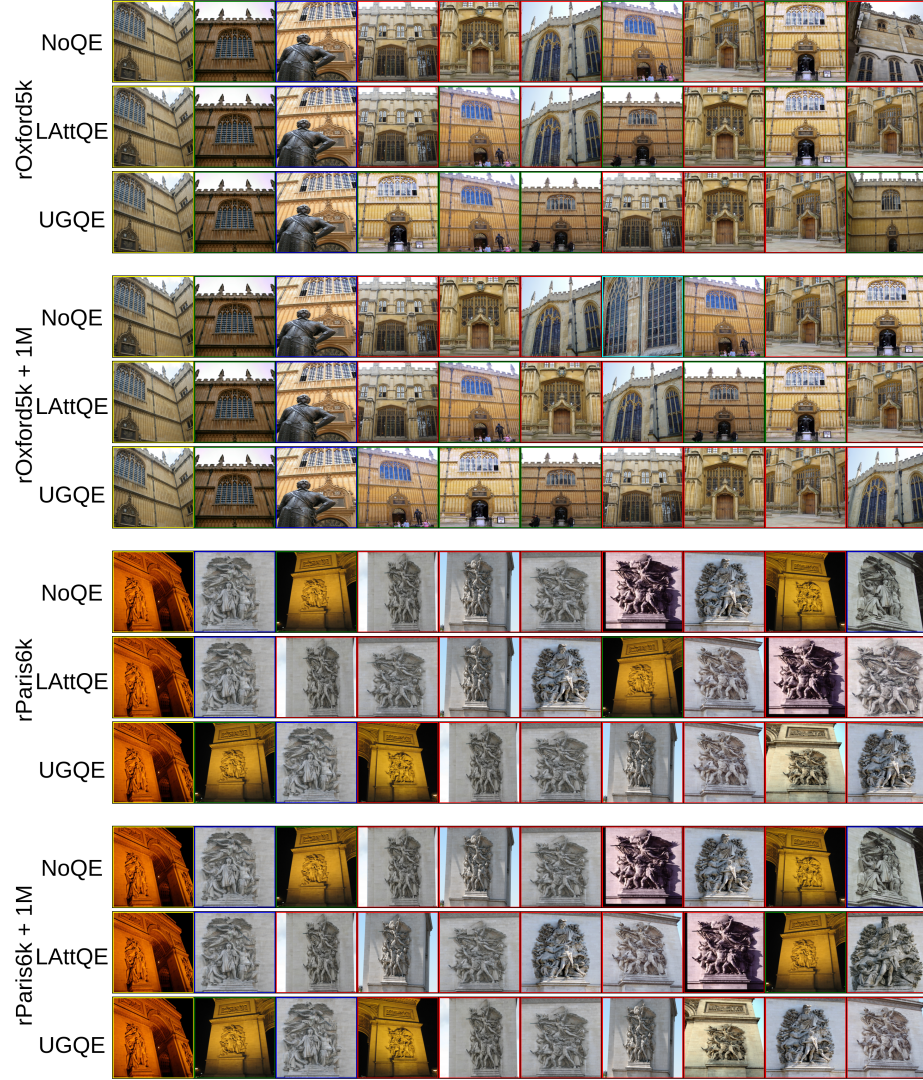 rOxford5k
NoQE
LAttQE
UGQE
rOxford5k + 1M
NoQE
LAttQE
UGQE
rParis6k
NoQE
LAttQE
UGQE
rParis6k + 1M
NoQE
LAttQE
UGQE